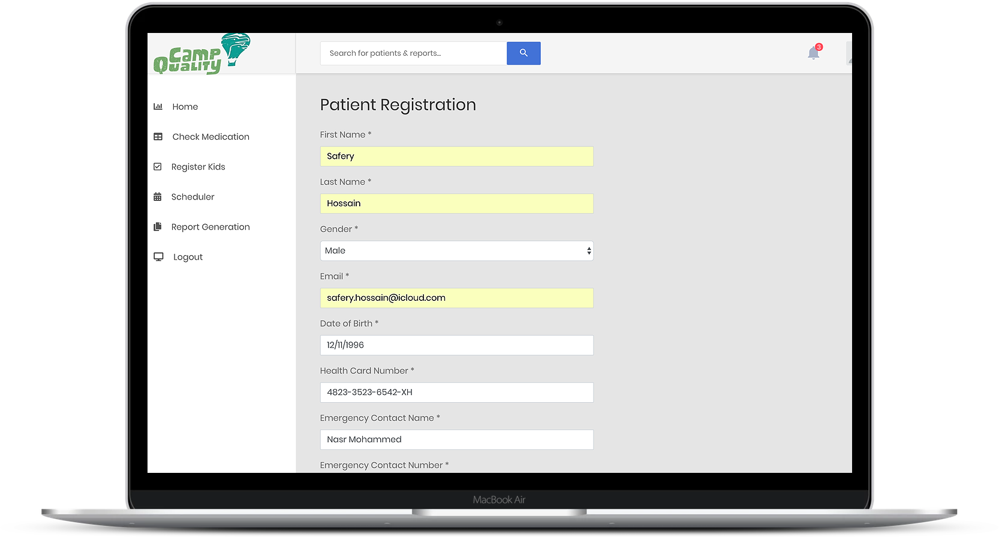 Camp
Quality
Search for patients & reports...
3
Home
Check Medication
Register Kids
Scheduler
Report Generation
Logout
Patient Registration
First Name *
Safery
Last Name *
Hossain
Gender *
Male
Email *
safery.hossain@icloud.com
Date of Birth *
12/11/1996
Health Card Number *
4823-3523-6542-XH
Emergency Contact Name *
Nasr Mohammed
Emergency Contact Number *
MacBook Air